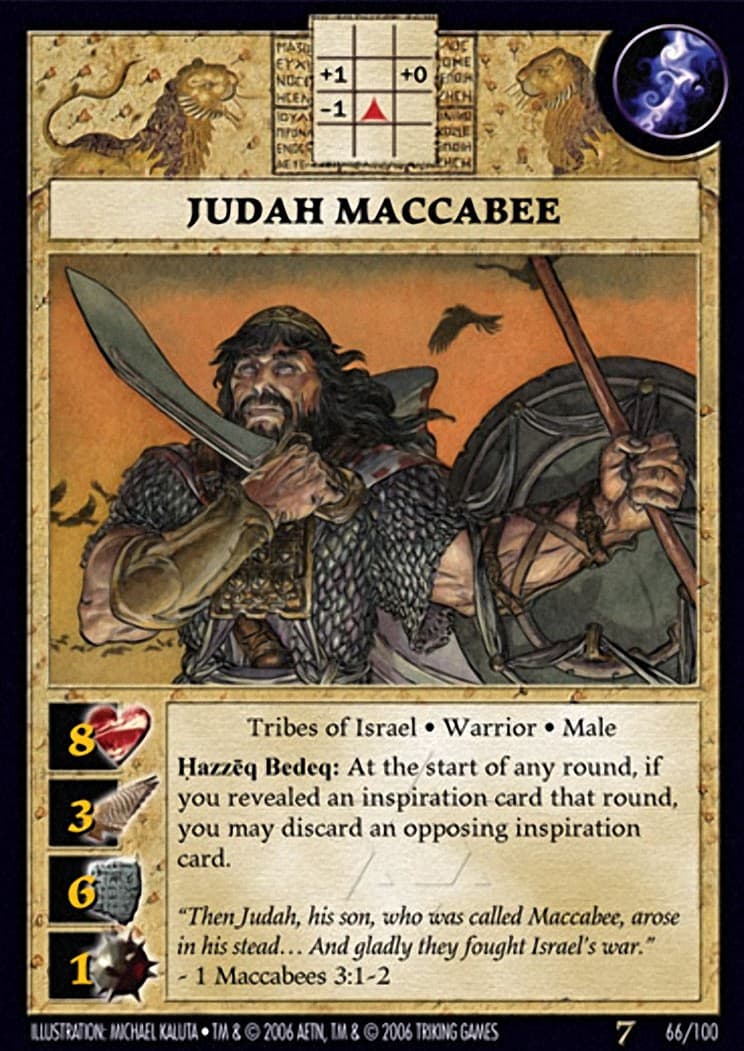 +1 +0
-1
JUDAH MACCABEE
8
3
6
1
Tribes of Israel • Warrior • Male
Ḥazzēq Bedeq: At the start of any round, if
you revealed an inspiration card that round,
you may discard an opposing inspiration
card.
“Then Judah, his son, who was called Maccabee, arose
in his stead… And gladly they fought Israel’s war.”
- 1 Maccabees 3:1-2
ILLUSTRATION: MICHAEL KALUTA • TM & © 2006 AETN, TM & © 2006 TRIKING GAMES 7 66/100